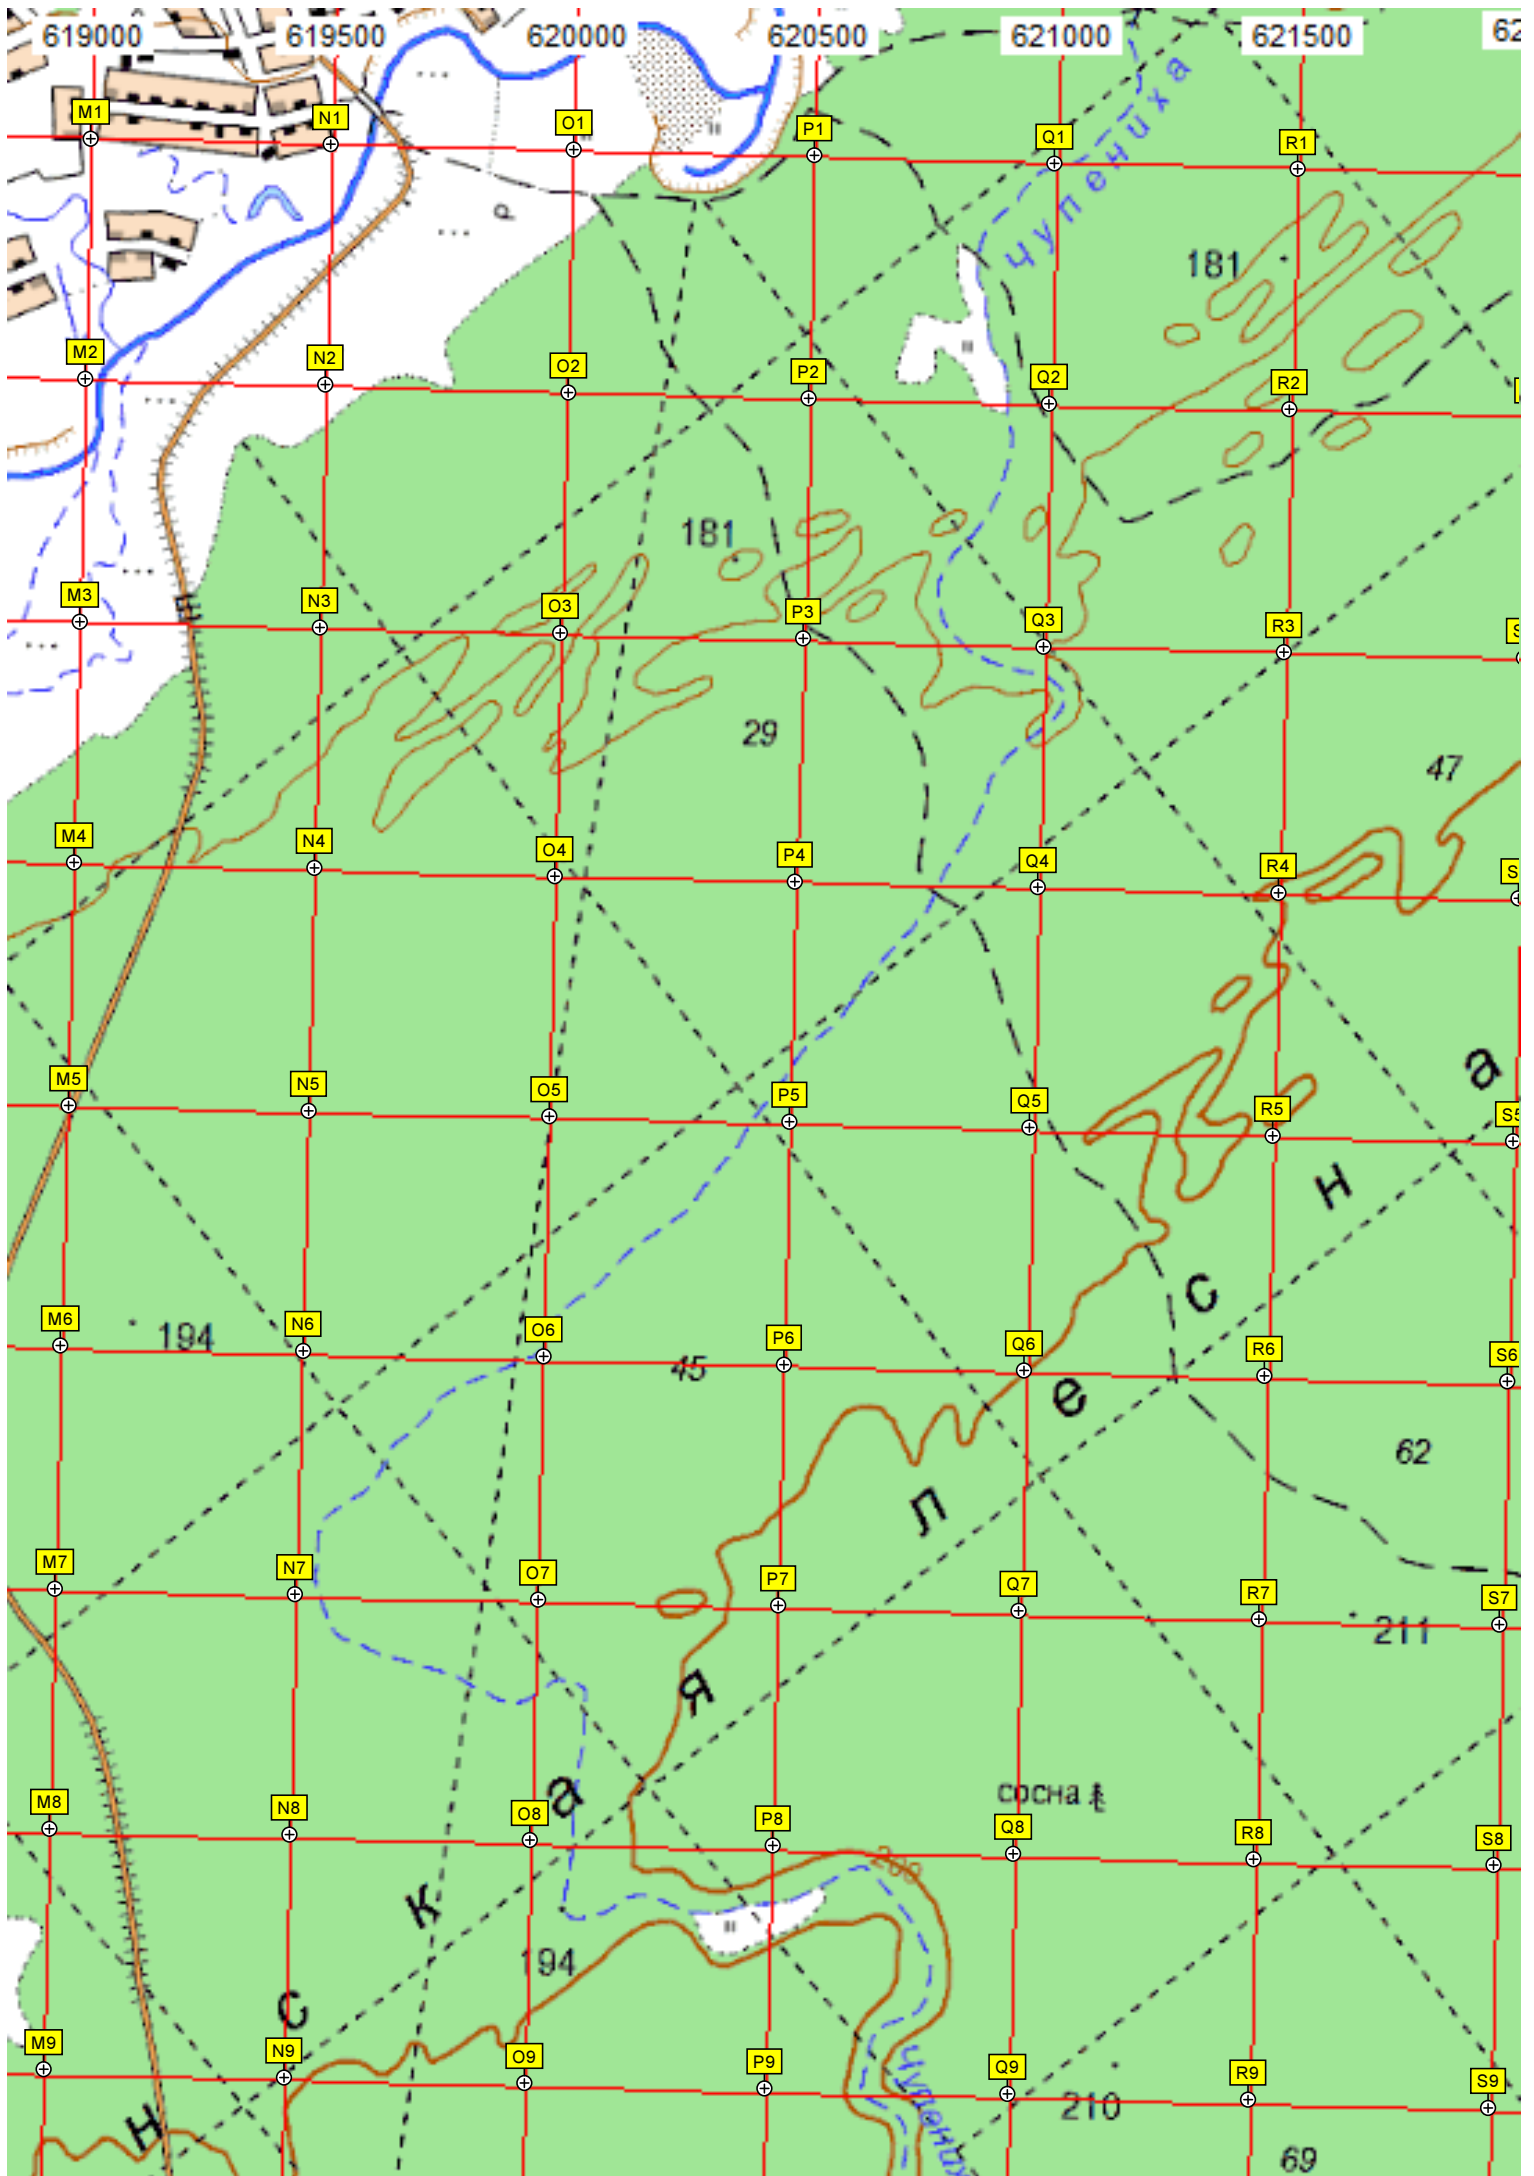 619000 619500 620000 620500 621000 621500 62
M1 N1 O1 P1 Q1 R1
Чупениха
р
181
M2 N2 O2 P2 Q2 R2
181
M3 N3 O3 P3 Q3 R3 S
29
47
M4 N4 O4 P4 Q4 R4 S
M5 N5 O5 P5 Q5 R5 S5
а
н
с
M6 N6 O6 P6 Q6 R6 S6
194
45
е
62
л
M7 N7 O7 P7 Q7 R7 S7
211
я
а
сосна
M8 N8 O8 P8 Q8 R8 S8
200
к
194
с
M9 N9 O9 P9 Q9 R9 S9
Чупених
210
н
69